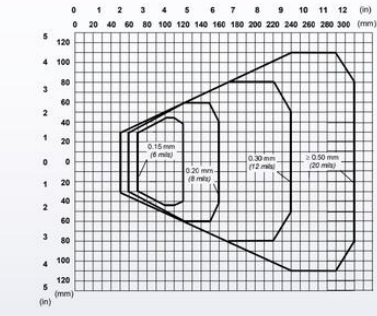 0 1 2 3 4 5 6 7 8 9 10 11 12 (in)
0 20 40 60 80 100 120 140 160 180 200 220 240 260 280 300 (mm)
5
120
4 100
80
3
60
2 40
1 20
0 0
20
1
40
2
60
3 80
100
4
120
5
(mm)
(in)
0.15 mm
(6 mils)
0.20 mm
(8 mils)
0.30 mm
(12 mils)
≥ 0.50 mm
(20 mils)